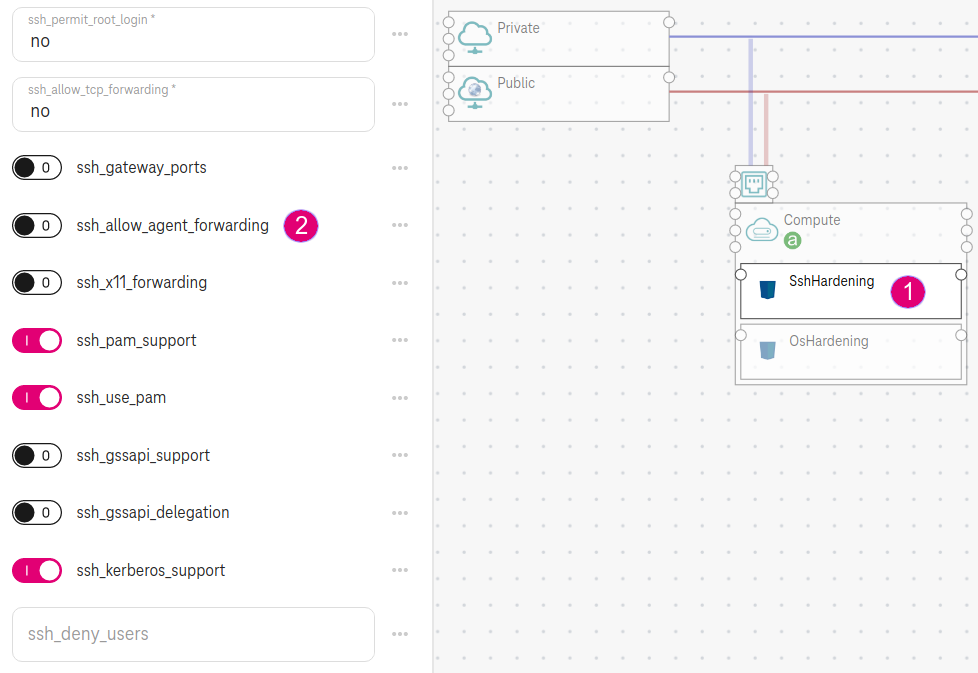 ssh_permit_root_login *
no
ssh_allow_tcp_forwarding *
no
0 ssh_gateway_ports
0 ssh_allow_agent_forwarding 2
0 ssh_x11_forwarding
I ssh_pam_support
I ssh_use_pam
0 ssh_gssapi_support
0 ssh_gssapi_delegation
I ssh_kerberos_support
ssh_deny_users
Private
Public
Compute
a
SshHardening 1
OsHardening